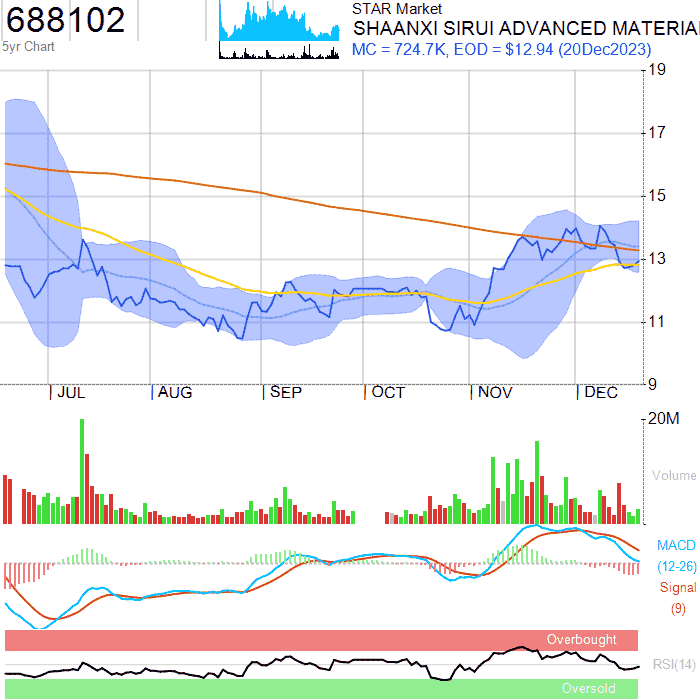 688102
STAR Market
SHAANXI SIRUI ADVANCED MATERIA
5yr Chart
MC = 724.7K, EOD = $12.94 (20Dec2023)
19
17
15
13
11
9
JUL AUG SEP OCT NOV DEC
20M
Volume
MACD
(12-26)
Signal
(9)
Overbought
RSI(14)
Oversold